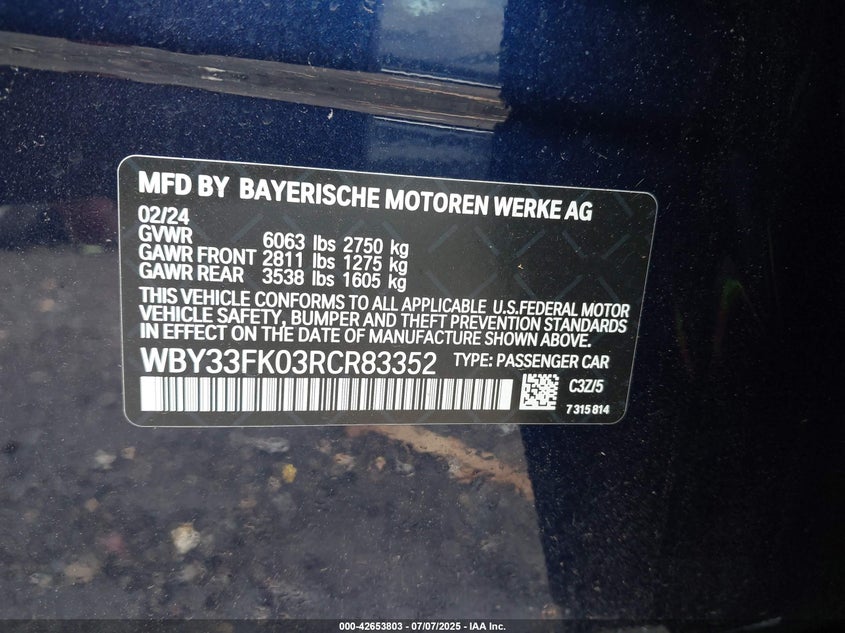 MFD BY BAYERISCHE MOTOREN WERKE AG
02/24
GVWR 6063 lbs 2750 kg
GAWR FRONT 2811 lbs 1275 kg
GAWR REAR 3538 lbs 1605 kg
THIS VEHICLE CONFORMS TO ALL APPLICABLE U.S.FEDERAL MOTOR
VEHICLE SAFETY, BUMPER AND THEFT PREVENTION STANDARDS
IN EFFECT ON THE DATE OF MANUFACTURE SHOWN ABOVE.
WBY33FK03RCR83352 TYPE: PASSENGER CAR
C3Z/5
7 315 814
000-42653803 / 07/07/2025 - IAA Inc.